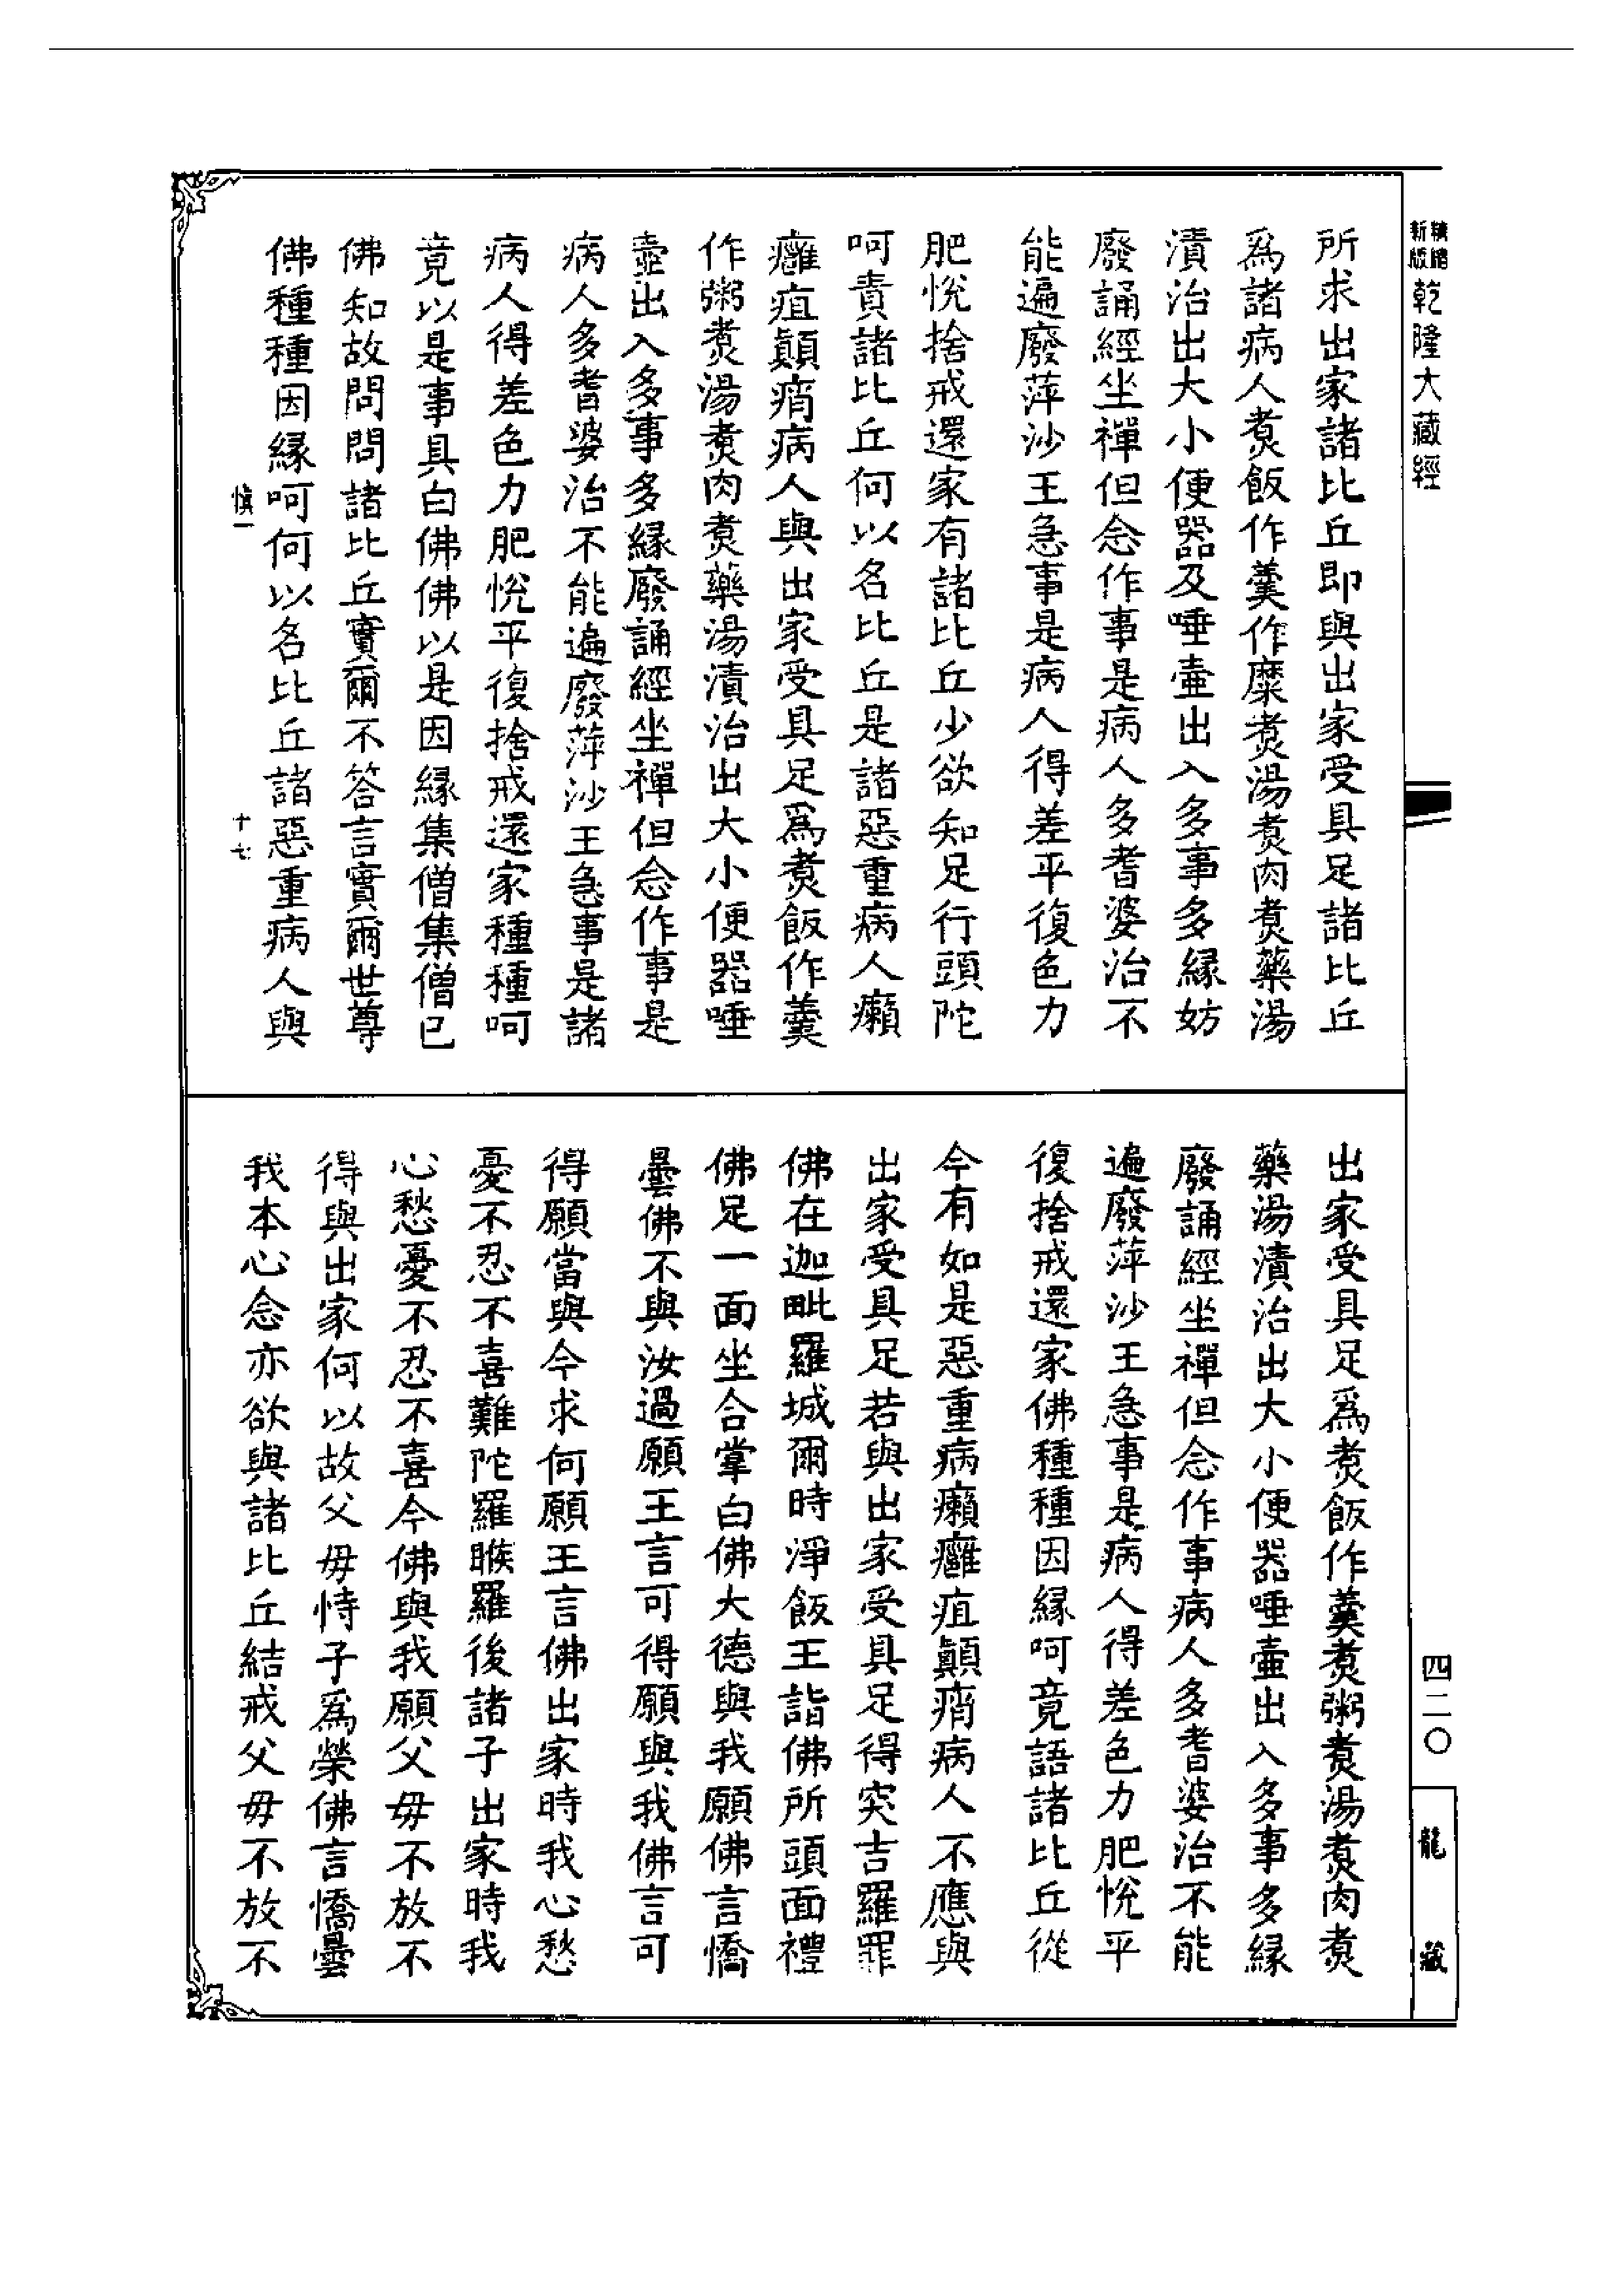 新版
乾隆大藏經
所求出家諸比丘即與出家受具足諸比丘
爲諸病人煮飯作羹作糜煮湯煮肉煮藥湯
漬治出大小便器及唾壷出入多事多緣妨
廢誦經坐禪但念作事是病人多耆婆治不
能遍廢萍沙王急事是病人得差平復色力
肥悅捨戒還家有諸比丘少欲知足行頭陀
呵責諸比丘何以名比丘是諸惡重病人癩
癰疽顛痟病人與出家受具足爲煮飯作羹
作粥煮湯煮肉煮藥湯漬治出大小便器唾
壷出入多事多緣廢誦經坐禪但念作事是
病人多耆婆治不能遍廢萍沙王急事是諸
病人得差色力肥悅平復捨戒還家種種呵
竟以是事具白佛佛以是因緣集僧集僧已
佛知故問問諸比丘實爾不答言實爾世尊
佛種種因緣呵何以名比丘諸惡重病人與
慎一
十七
出家受具足爲煮飯作羹煮粥煮湯煮肉煮
藥湯漬治出大小便器唾壷出入多事多緣
廢誦經坐禪但念作事病人多耆婆治不能
遍廢萍沙王急事是病人得差色力肥悅平
復捨戒還家佛種種因緣呵竟語諸比丘從
今有如是惡重病癩癰疽顛痟病人不應與
出家受具足若與出家受具足得突吉羅罪
佛在迦毗羅城爾時淨飯王詣佛所頭面禮
佛足一面坐合掌白佛大德與我願佛言憍
曇佛不與汝過願王言可得願與我佛言可
得願當與今求何願王言佛出家時我心愁
憂不忍不喜難陀羅睺羅後諸子出家時我
心愁憂不忍不喜今佛與我願父毋不放不
得與出家何以故父毋恃子爲榮佛言憍曇
我本心念亦欲與諸比丘結戒父毋不放不
四二〇
龍藏